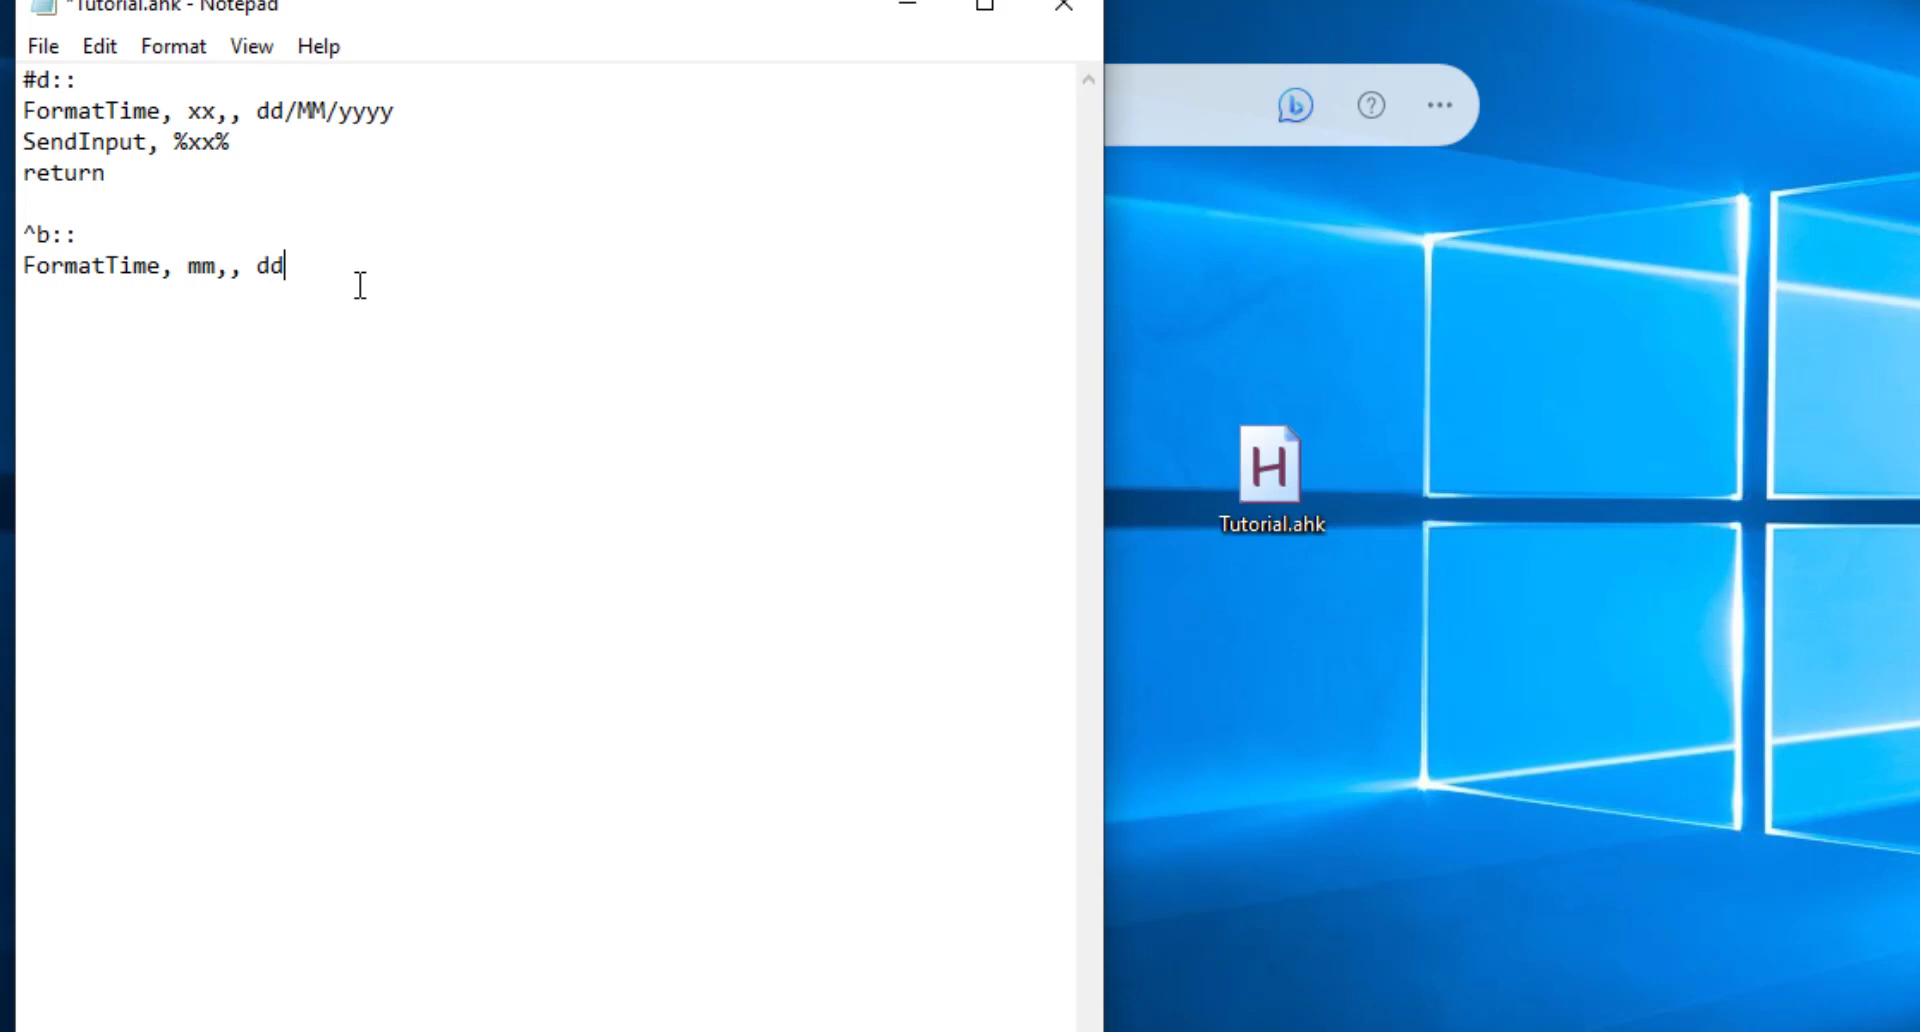 *Tutorial.ahk - Notepad
File Edit Format View Help
#d::
FormatTime, xx,, dd/MM/yyyy
SendInput, %xx%
return
^b::
FormatTime, mm,, dd
Tutorial.ahk